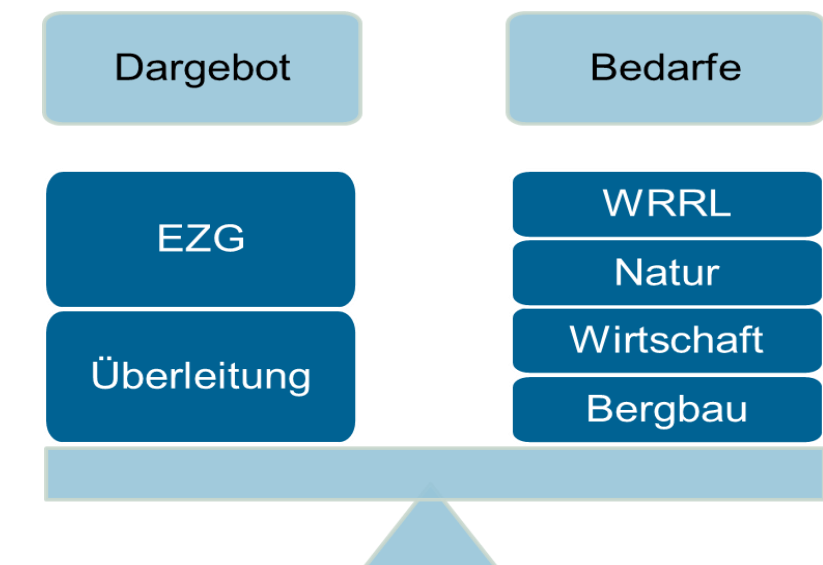 Dargebot
Bedarfe
EZG
Überleitung
WRRL
Natur
Wirtschaft
Bergbau